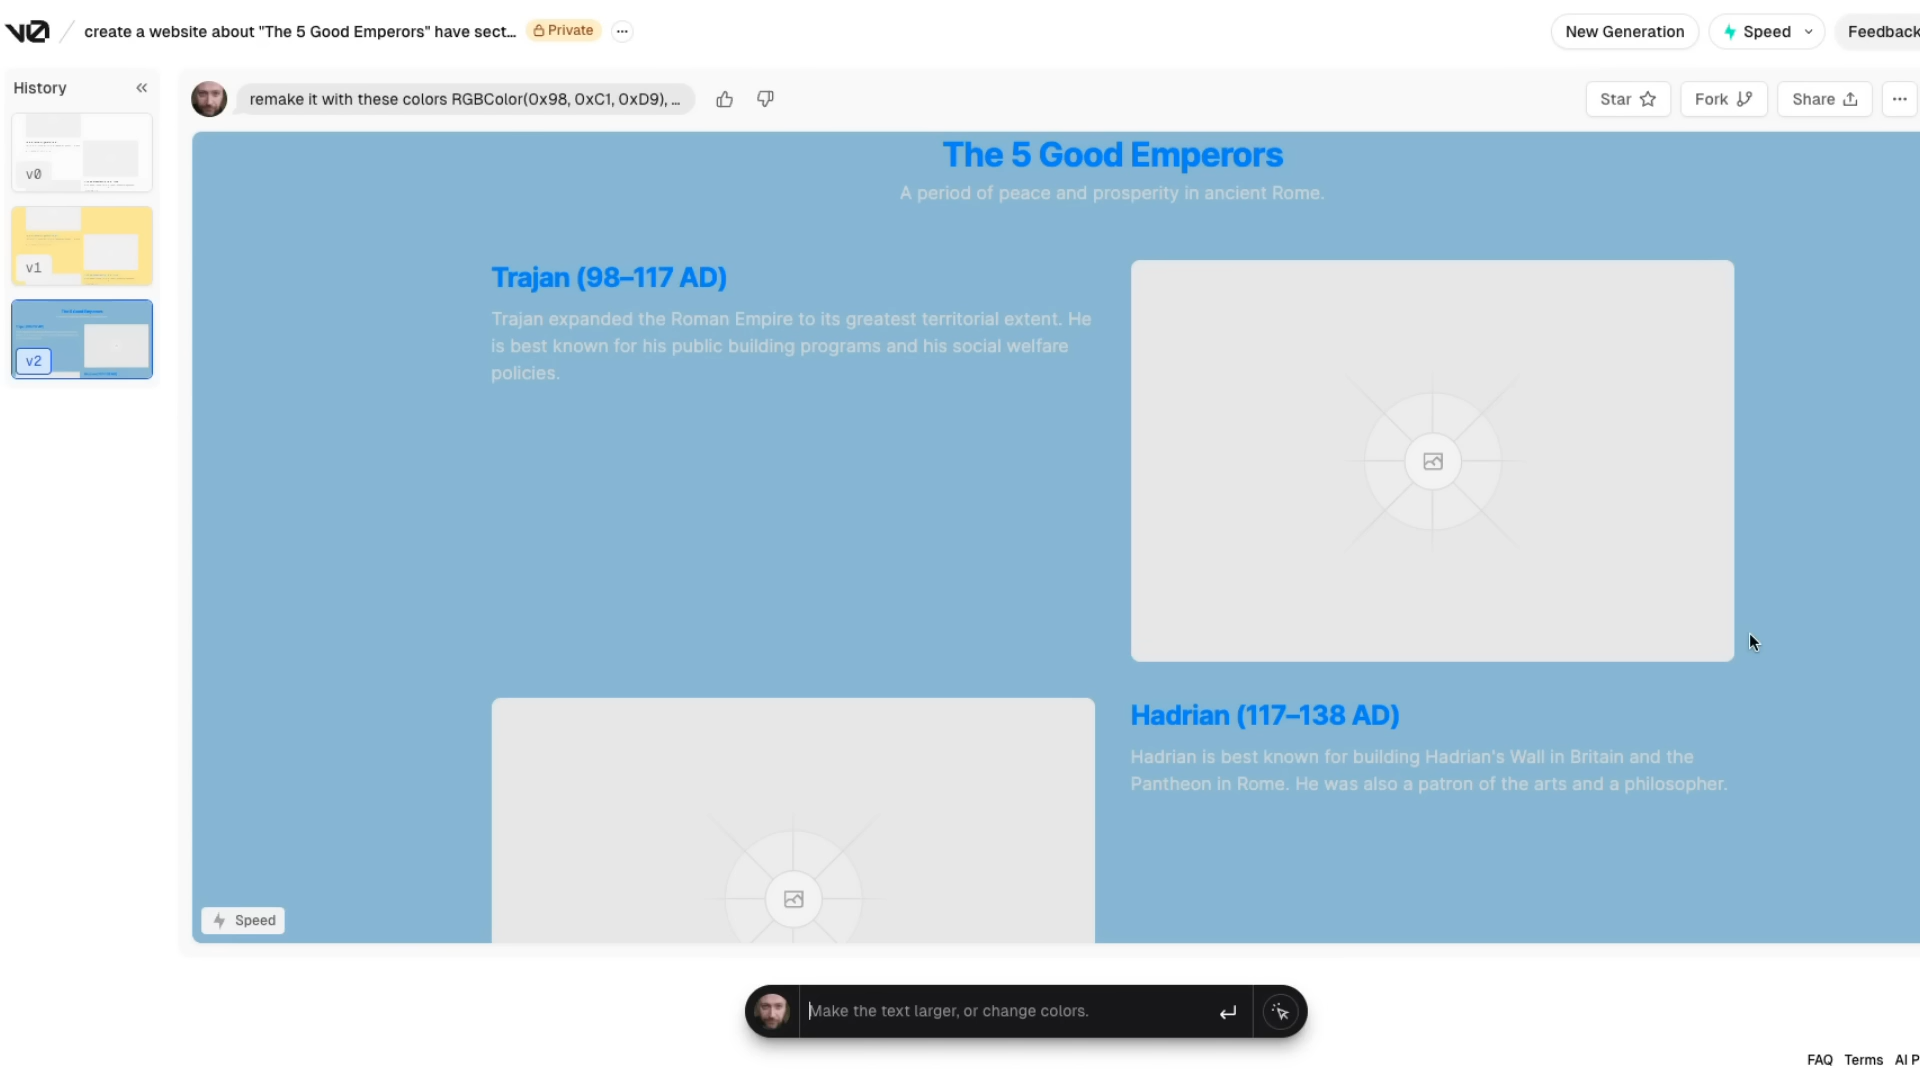 v0
create a website about "The 5 Good Emperors" have sect...
Private
New Generation
Speed
Feedback
History
v0
v1
v2
remake it with these colors RGBColor(0x98, 0xC1, 0xD9), ...
Star
Fork
Share
The 5 Good Emperors
A period of peace and prosperity in ancient Rome.
Trajan (98–117 AD)
Trajan expanded the Roman Empire to its greatest territorial extent. He
is best known for his public building programs and his social welfare
policies.
Hadrian (117–138 AD)
Hadrian is best known for building Hadrian's Wall in Britain and the
Pantheon in Rome. He was also a patron of the arts and a philosopher.
Speed
Make the text larger, or change colors.
FAQ Terms AI P